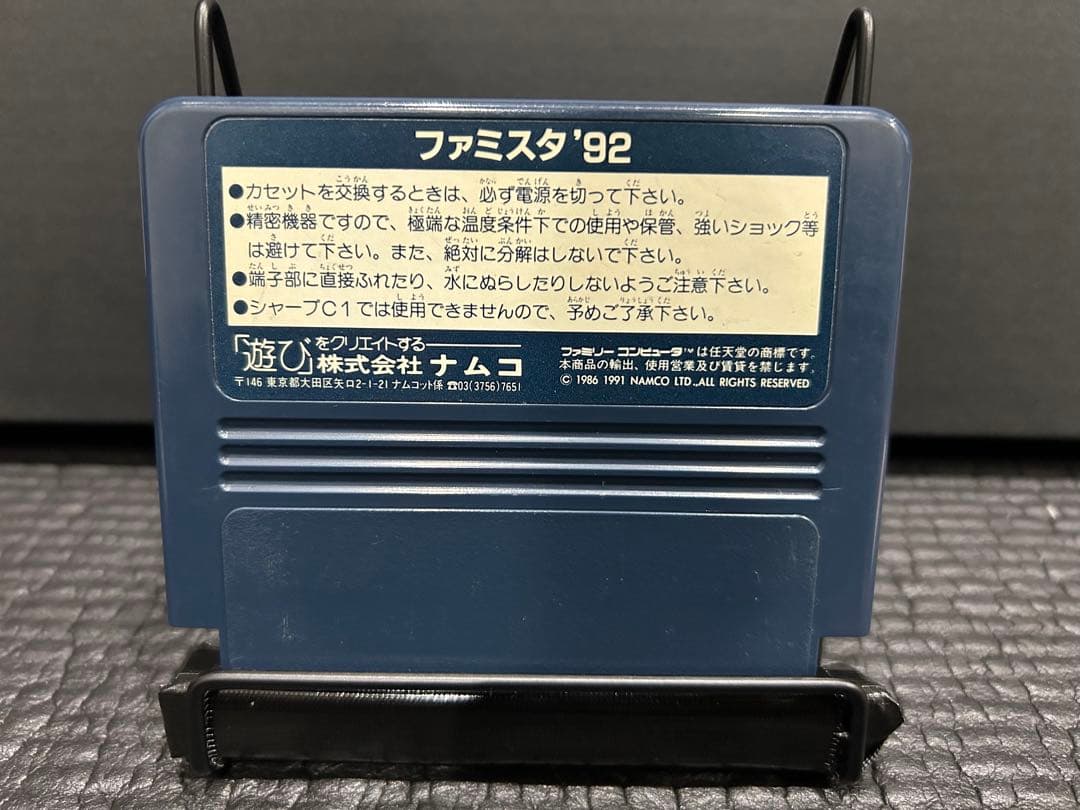 ファミスタ'92
●カセットを交換するときは、必ず電源を切って下さい。
●精密機器ですので、極端な温度条件下での使用や保管、強いショック等
は避けて下さい。また、絶対に分解はしないで下さい。
●端子部に直接ふれたり、水にぬらしたりしないようご注意下さい。
●シャープC1では使用できませんので、予めご了承下さい。
「遊び」をクリエイトする
株式会社ナムコ
〒146 東京都大田区矢口2-1-21 ナムコット係 ☎03(3756)7651
ファミリーコンピュータ™は任天堂の商標です。
本商品の輸出、使用営業及び賃貸を禁じます。
© 1986 1991 NAMCO LTD.,ALL RIGHTS RESERVED